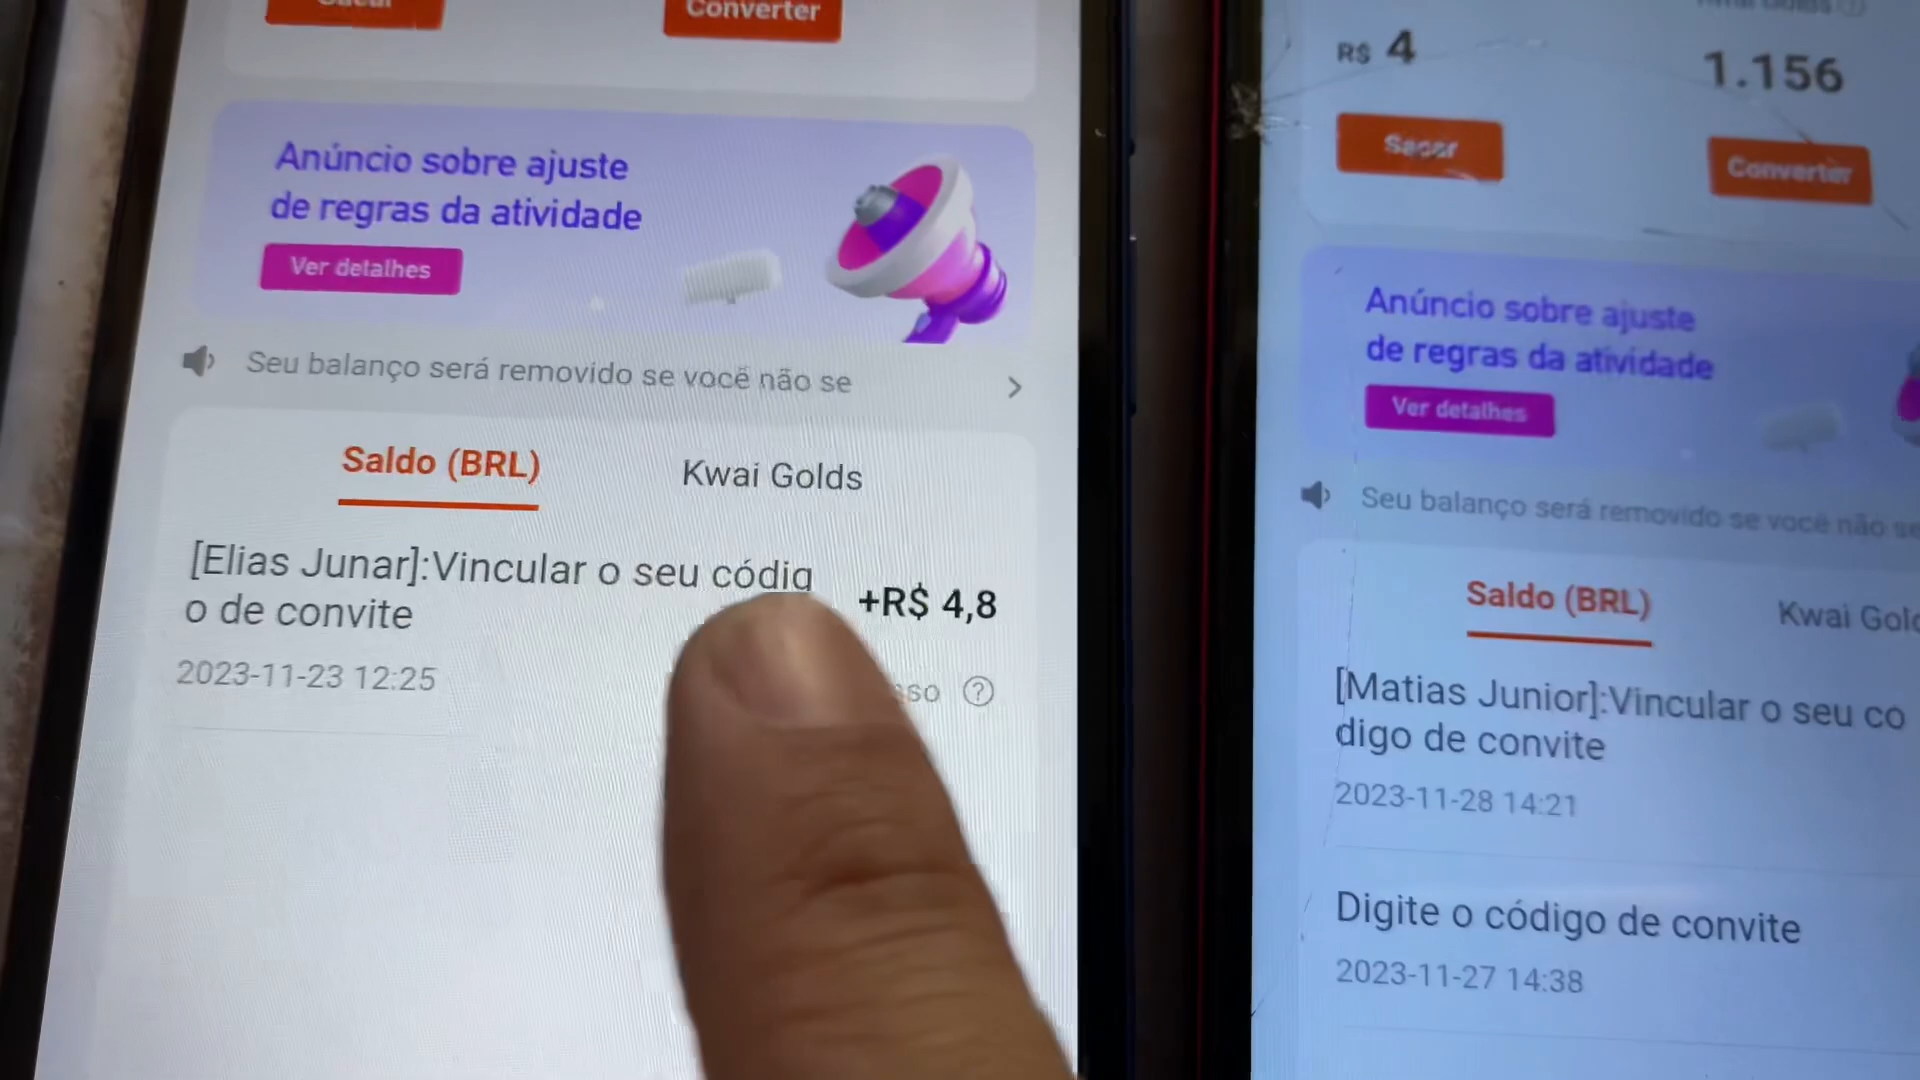 Sacar
Converter
Anúncio sobre ajuste
de regras da atividade
Ver detalhes
Seu balanço será removido se você não se
Saldo (BRL)
Kwai Golds
[Elias Junar]:Vincular o seu códig
o de convite
+R$ 4,8
2023-11-23 12:25
R$ 4
1.156
Sacar
Converter
Anúncio sobre ajuste
de regras da atividade
Ver detalhes
Seu balanço será removido se você não se
Saldo (BRL)
Kwai Gold
[Matias Junior]:Vincular o seu có
digo de convite
2023-11-28 14:21
Digite o código de convite
2023-11-27 14:38